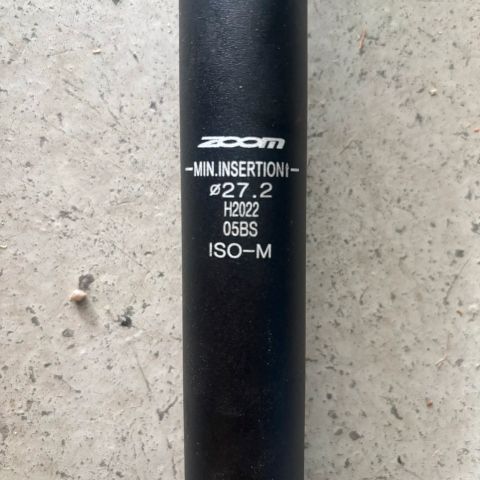 ZOOM
-MIN.INSERTION↑-
ø27.2
H2022
05BS
ISO-M